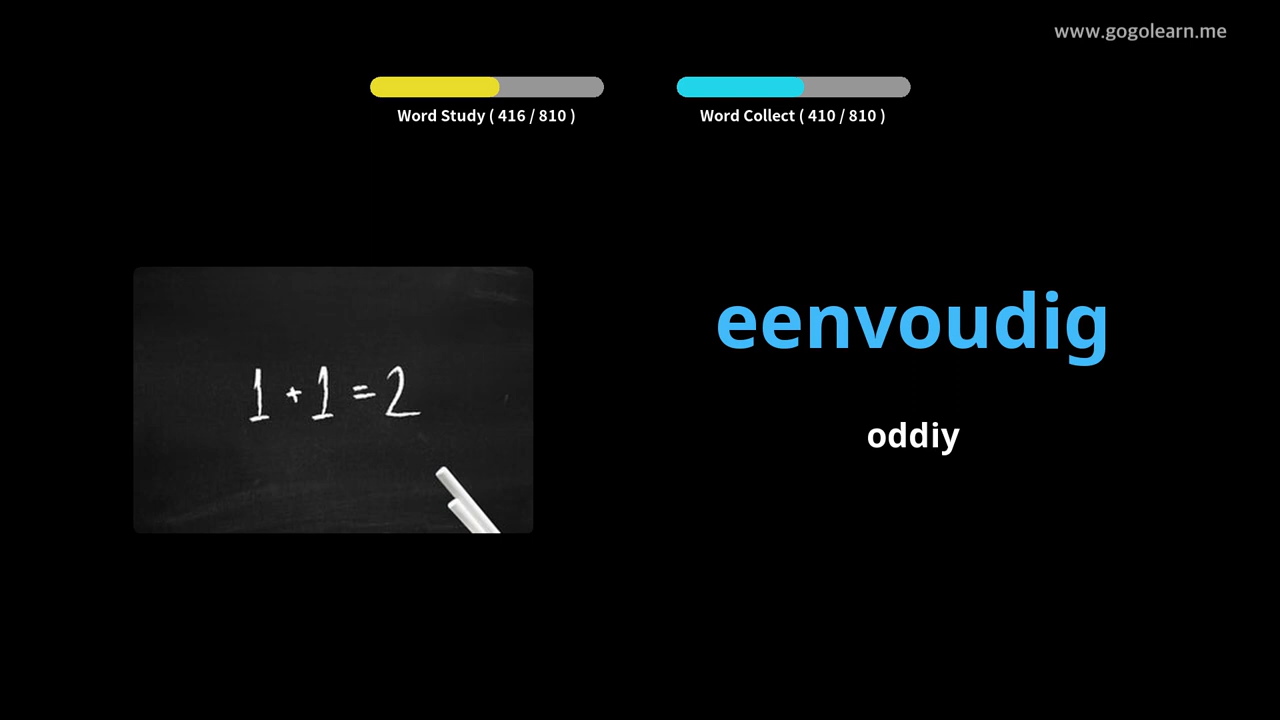 www.gogolearn.me
Word Study ( 416 / 810 )
Word Collect ( 410 / 810 )
1 + 1 = 2
eenvoudig
oddiy